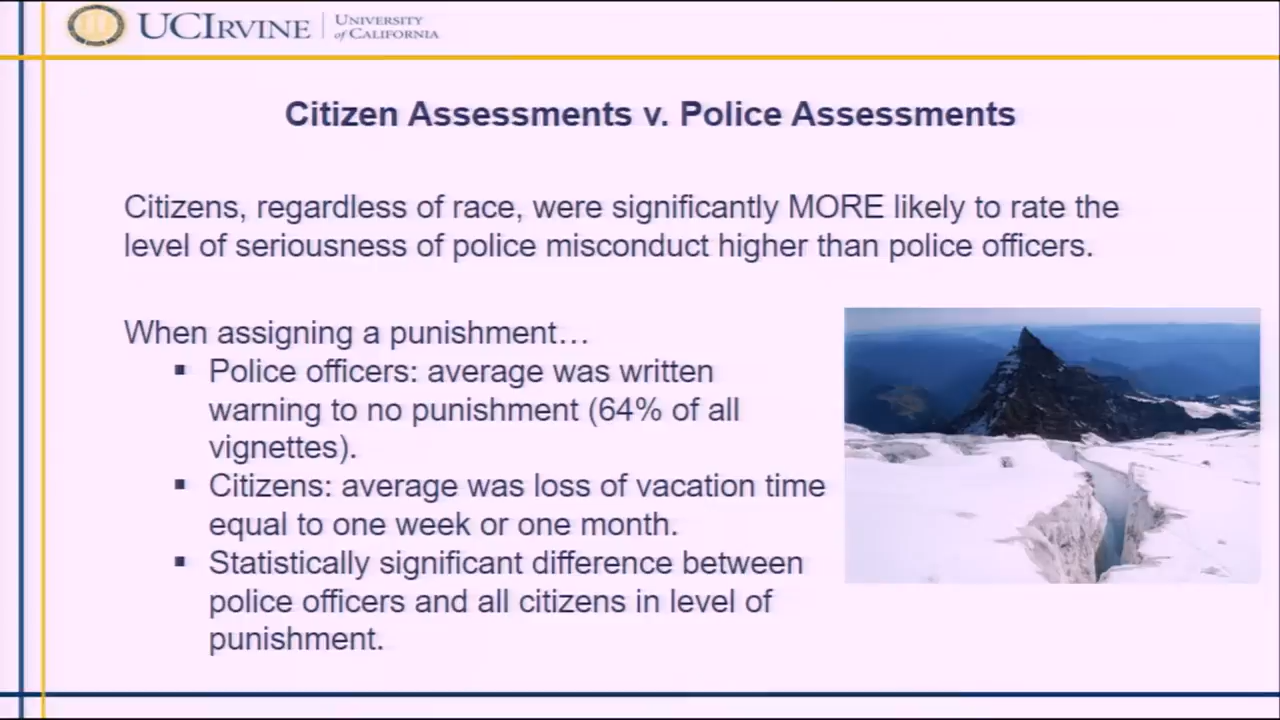 UCIRVINE
UNIVERSITY
of CALIFORNIA
Citizen Assessments v. Police Assessments
Citizens, regardless of race, were significantly MORE likely to rate the
level of seriousness of police misconduct higher than police officers.
When assigning a punishment…
▪ Police officers: average was written
warning to no punishment (64% of all
vignettes).
▪ Citizens: average was loss of vacation time
equal to one week or one month.
▪ Statistically significant difference between
police officers and all citizens in level of
punishment.